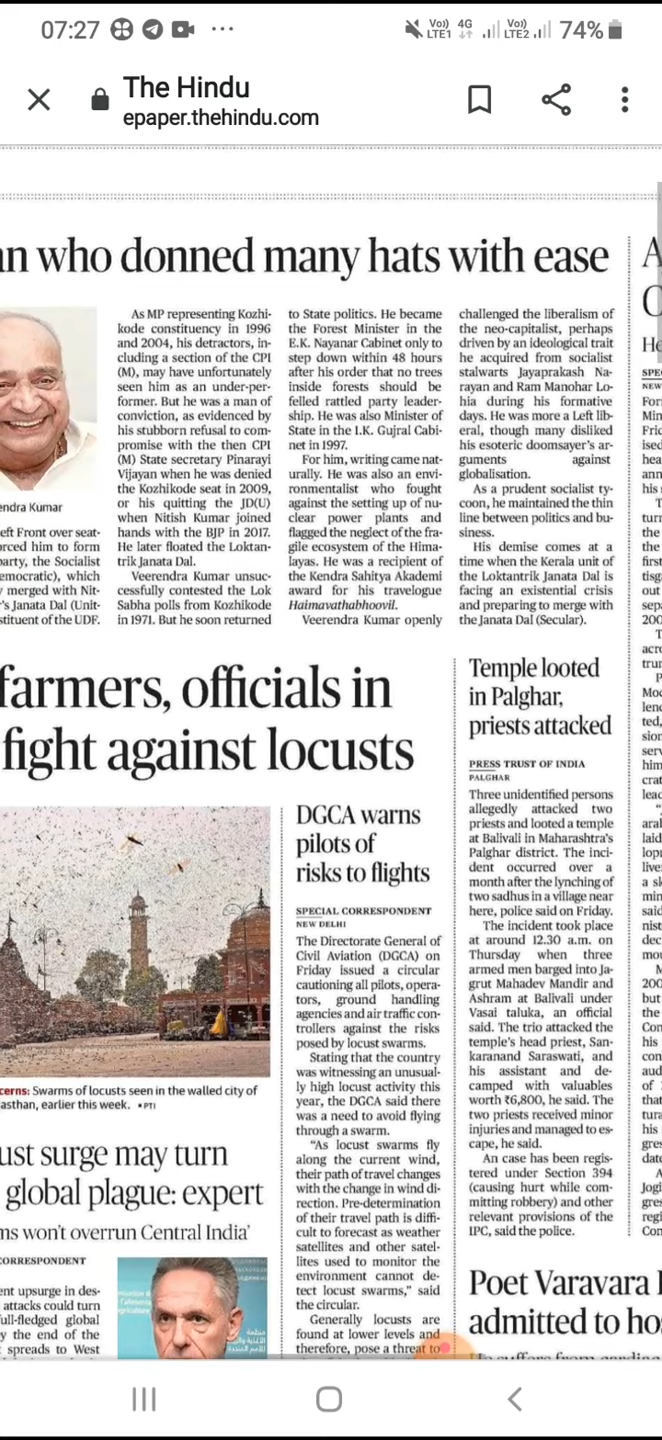 07:27
Vo)) 4G Vo)) 74%
LTE1 LTE2
The Hindu
epaper.thehindu.com
an who donned many hats with ease
endra Kumar
eft Front over seat-
orced him to form
party, the Socialist
emocratic), which
merged with Nit-
's Janata Dal (Unit-
stituent of the UDF.
As MP representing Kozhi-
kode constituency in 1996
and 2004, his detractors, in-
cluding a section of the CPI
(M), may have unfortunately
seen him as an under-per-
former. But he was a man of
conviction, as evidenced by
his stubborn refusal to com-
promise with the then CPI
(M) State secretary Pinarayi
Vijayan when he was denied
the Kozhikode seat in 2009,
or his quitting the JD(U)
when Nitish Kumar joined
hands with the BJP in 2017.
He later floated the Loktan-
trik Janata Dal.
Veerendra Kumar unsuc-
cessfully contested the Lok
Sabha polls from Kozhikode
in 1971. But he soon returned
to State politics. He became
the Forest Minister in the
E.K. Nayanar Cabinet only to
step down within 48 hours
after his order that no trees
inside forests should be
felled rattled party leader-
ship. He was also Minister of
State in the I.K. Gujral Cabi-
net in 1997.
For him, writing came nat-
urally. He was also an envi-
ronmentalist who fought
against the setting up of nu-
clear power plants and
flagged the neglect of the fra-
gile ecosystem of the Hima-
layas. He was a recipient of
the Kendra Sahitya Akademi
award for his travelogue
Haimavathabhoovil.
Veerendra Kumar openly
challenged the liberalism of
the neo-capitalist, perhaps
driven by an ideological trait
he acquired from socialist
stalwarts Jayaprakash Na-
rayan and Ram Manohar Lo-
hia during his formative
days. He was more a Left lib-
eral, though many disliked
his esoteric doomsayer's ar-
guments against
globalisation.
As a prudent socialist ty-
coon, he maintained the thin
line between politics and bu-
siness.
His demise comes at a
time when the Kerala unit of
the Loktantrik Janata Dal is
facing an existential crisis
and preparing to merge with
the Janata Dal (Secular).
farmers, officials in
fight against locusts
cerns: Swarms of locusts seen in the walled city of
asthan, earlier this week. •PTI
ust surge may turn
global plague: expert
ms won't overrun Central India'
CORRESPONDENT
ent upsurge in des-
attacks could turn
full-fledged global
y the end of the
spreads to West
DGCA warns
pilots of
risks to flights
SPECIAL CORRESPONDENT
NEW DELHI
The Directorate General of
Civil Aviation (DGCA) on
Friday issued a circular
cautioning all pilots, opera-
tors, ground handling
agencies and air traffic con-
trollers against the risks
posed by locust swarms.
Stating that the country
was witnessing an unusual-
ly high locust activity this
year, the DGCA said there
was a need to avoid flying
through a swarm.
"As locust swarms fly
along the current wind,
their path of travel changes
with the change in wind di-
rection. Pre-determination
of their travel path is diffi-
cult to forecast as weather
satellites and other satel-
lites used to monitor the
environment cannot de-
tect locust swarms," said
the circular.
Generally locusts are
found at lower levels and
therefore, pose a threat to
Temple looted
in Palghar,
priests attacked
PRESS TRUST OF INDIA
PALGHAR
Three unidentified persons
allegedly attacked two
priests and looted a temple
at Balivali in Maharashtra's
Palghar district. The inci-
dent occurred over a
month after the lynching of
two sadhus in a village near
here, police said on Friday.
The incident took place
at around 12.30 a.m. on
Thursday when three
armed men barged into Ja-
grut Mahadev Mandir and
Ashram at Balivali under
Vasai taluka, an official
said. The trio attacked the
temple's head priest, San-
karanand Saraswati, and
his assistant and de-
camped with valuables
worth ₹6,800, he said. The
two priests received minor
injuries and managed to es-
cape, he said.
An case has been regis-
tered under Section 394
(causing hurt while com-
mitting robbery) and other
relevant provisions of the
IPC, said the police.
Poet Varavara
admitted to ho